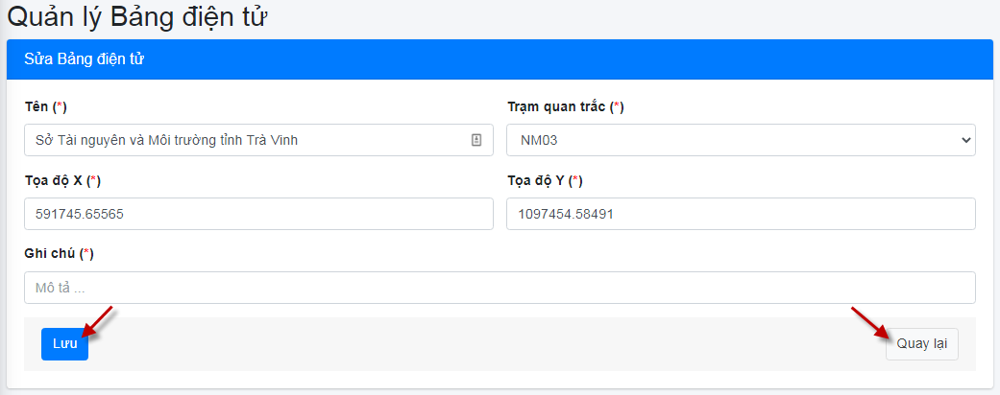 Quản lý Bảng điện tử
Sửa Bảng điện tử
Tên (*)
Trạm quan trắc (*)
Sở Tài nguyên và Môi trường tỉnh Trà Vinh
NM03
Tọa độ X (*)
Tọa độ Y (*)
591745.65565
1097454.58491
Ghi chú (*)
Mô tả ...
Lưu
Quay lại